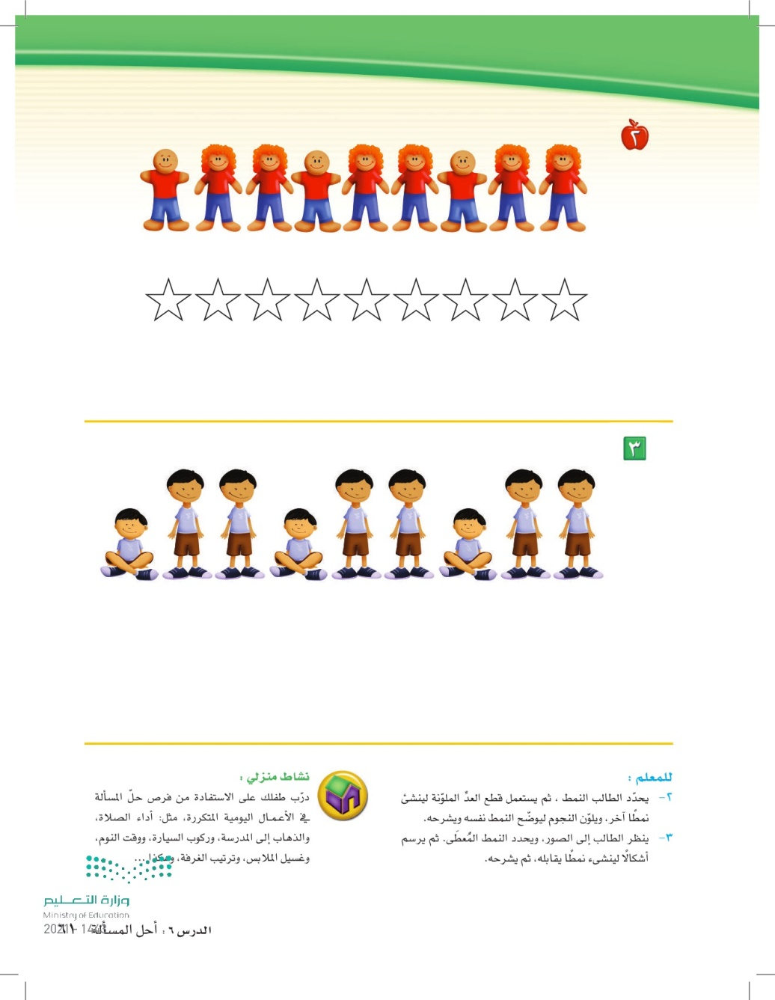 ٢
٣
للمعلم :
٢- يحدّد الطالب النمط ، ثم يستعمل قطع العدِّ الملوّنة لينشئ
نمطًا آخر، ويلوّن النجوم ليوضّح النمط نفسه ويشرحه.
٣- ينظر الطالب إلى الصور، ويحدد النمط المُعطَى. ثم يرسم
أشكالًا لينشىء نمطًا يقابله، ثم يشرحه.
نشاط منزلي :
درّب طفلك على الاستفادة من فرص حلّ المسألة
في الأعمـال اليومية المتكررة، مثل: أداء الصلاة،
والذهاب إلى المدرسة، وركوب السيارة، ووقت النوم،
وغسيل الملابس، وترتيب الغرفة، وهكذا...
وزارة التعـــليم
Ministry of Education
2021 - 1443
الدرس ٦ : أحل المسألة ٦١